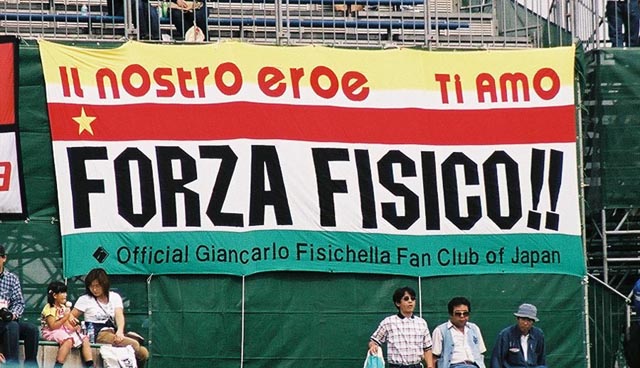 Il nostro eroe Ti AMO
FORZA FISICO!!
Official Giancarlo Fisichella Fan Club of Japan